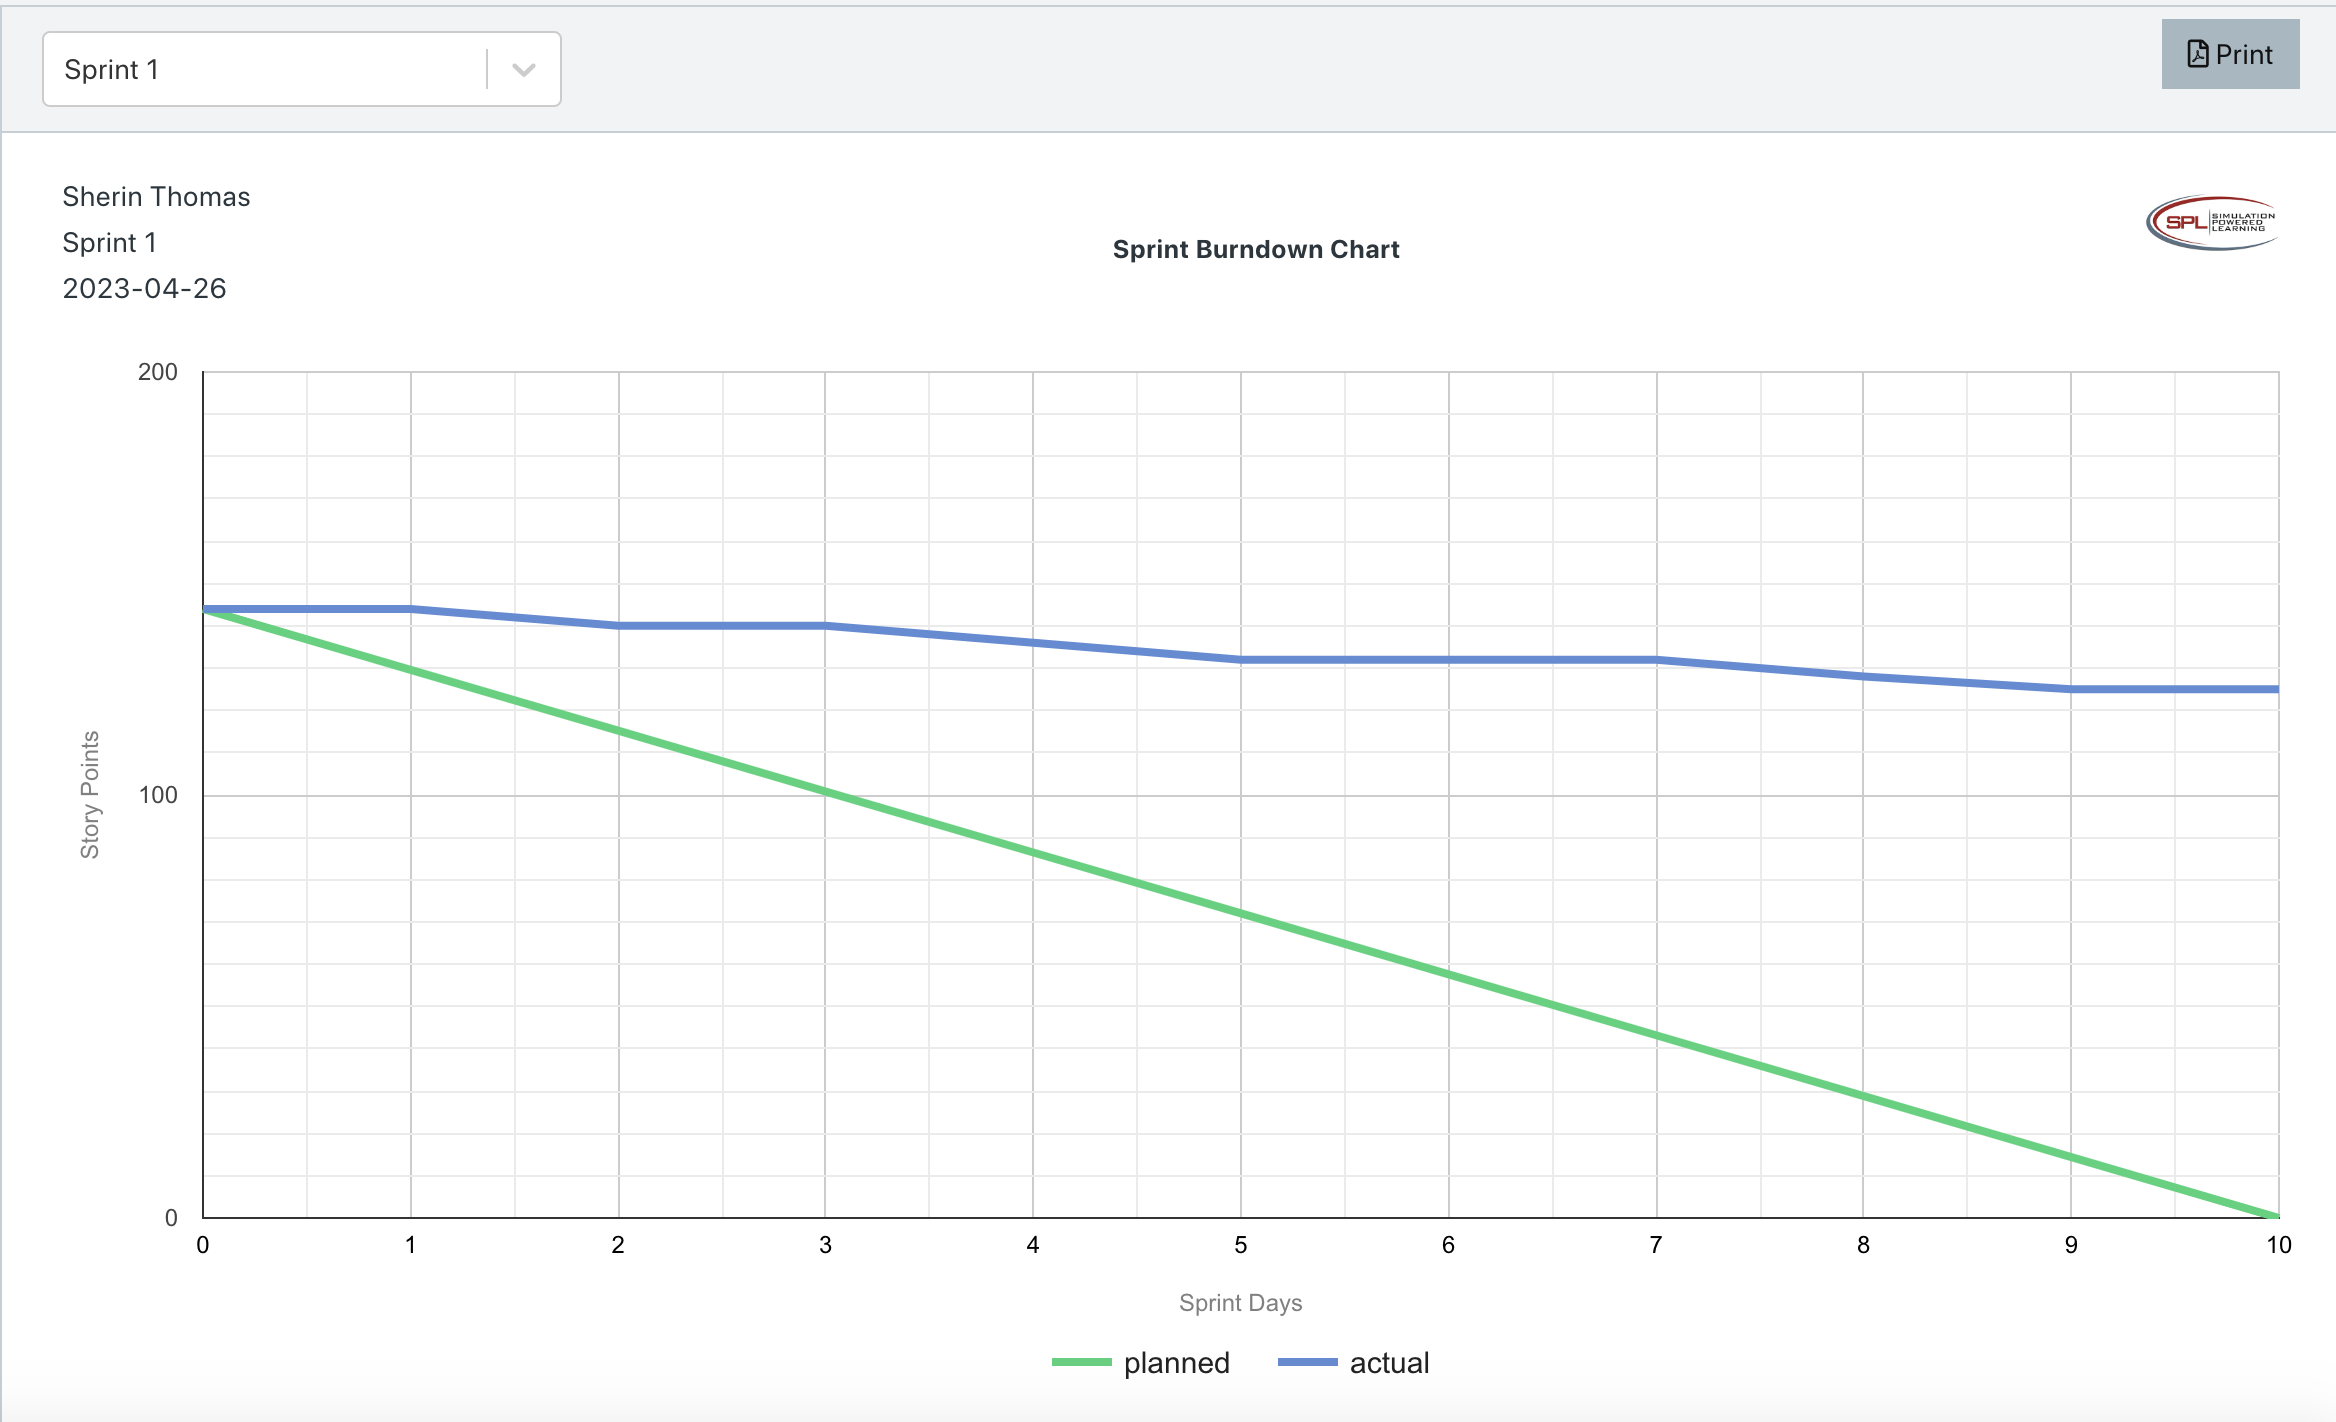 Sprint 1
Print
Sherin Thomas
Sprint 1
2023-04-26
Sprint Burndown Chart
SPL
SIMULATION
POWERED
LEARNING
200
100
0
Story Points
0 1 2 3 4 5 6 7 8 9 10
Sprint Days
planned actual